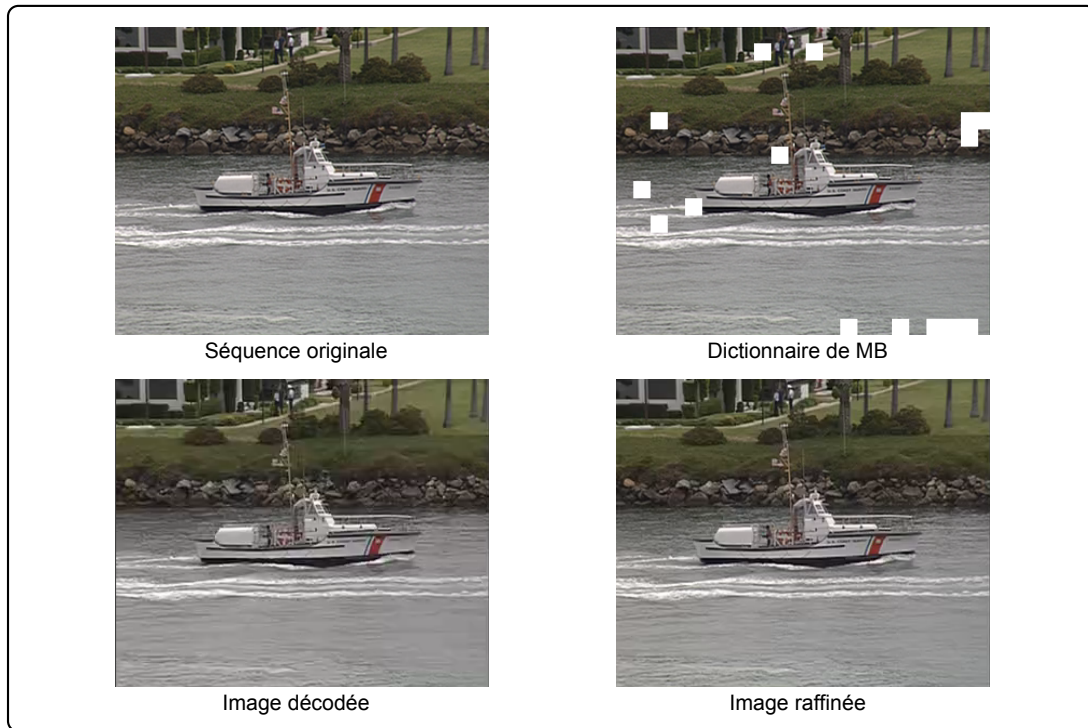 Séquence originale
Dictionnaire de MB
Image décodée
Image raffinée